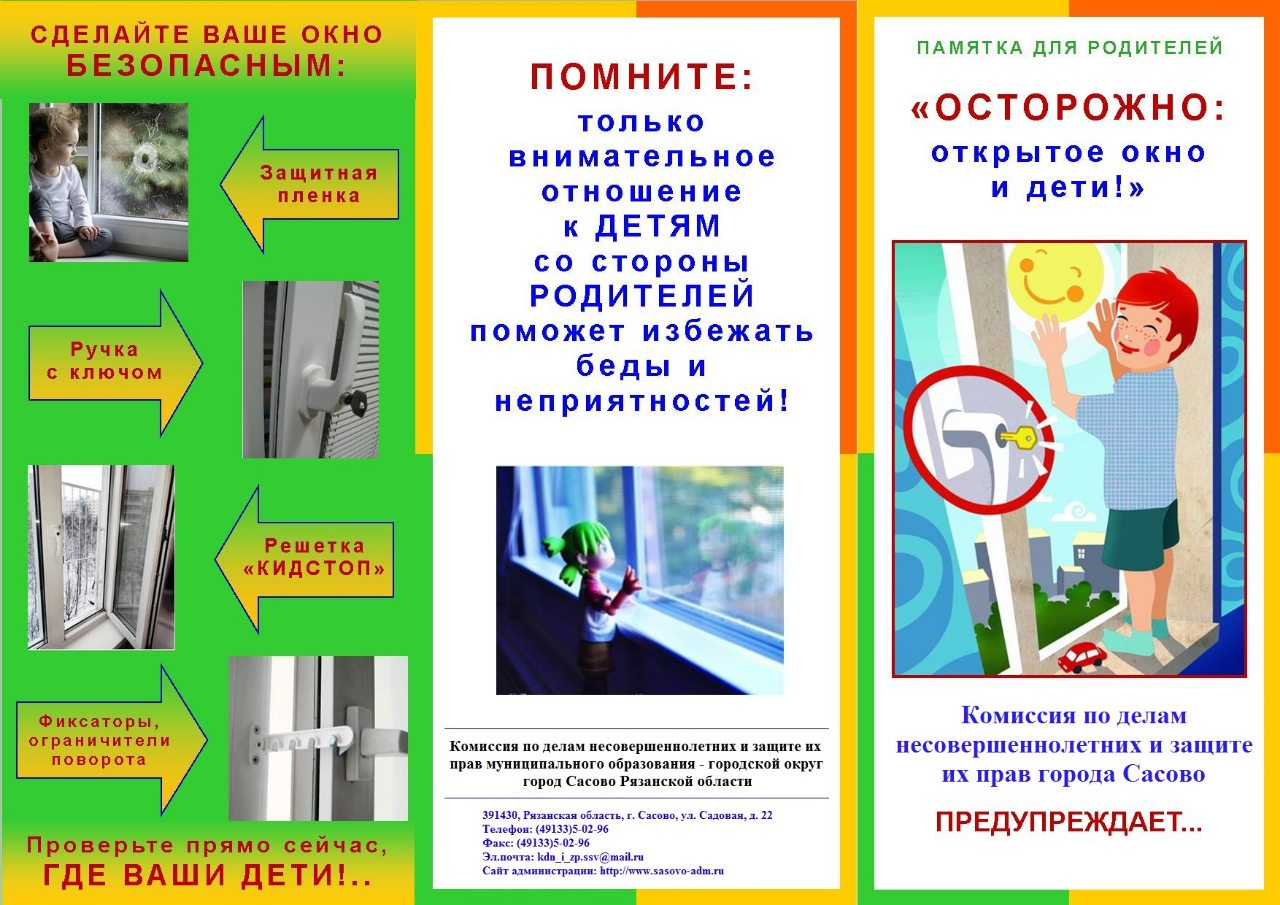 СДЕЛАЙТЕ ВАШЕ ОКНО
БЕЗОПАСНЫМ:
Защитная
пленка
Ручка
с ключом
Решетка
«КИДСТОП»
Фиксаторы,
ограничители
поворота
Проверьте прямо сейчас,
ГДЕ ВАШИ ДЕТИ!..
ПОМНИТЕ:
только
внимательное
отношение
к ДЕТЯМ
со стороны
РОДИТЕЛЕЙ
поможет избежать
беды и
неприятностей!
Комиссия по делам несовершеннолетних и защите их
прав муниципального образования - городской округ
город Сасово Рязанской области
391430, Рязанская область, г. Сасово, ул. Садовая, д. 22
Телефон: (49133)5-02-96
Факс: (49133)5-02-96
Эл.почта: kdn_i_zp.ssv@mail.ru
Сайт администрации: http://www.sasovo-adm.ru
ПАМЯТКА ДЛЯ РОДИТЕЛЕЙ
«ОСТОРОЖНО:
открытое окно
и дети!»
Комиссия по делам
несовершеннолетних и защите
их прав города Сасово
ПРЕДУПРЕЖДАЕТ...